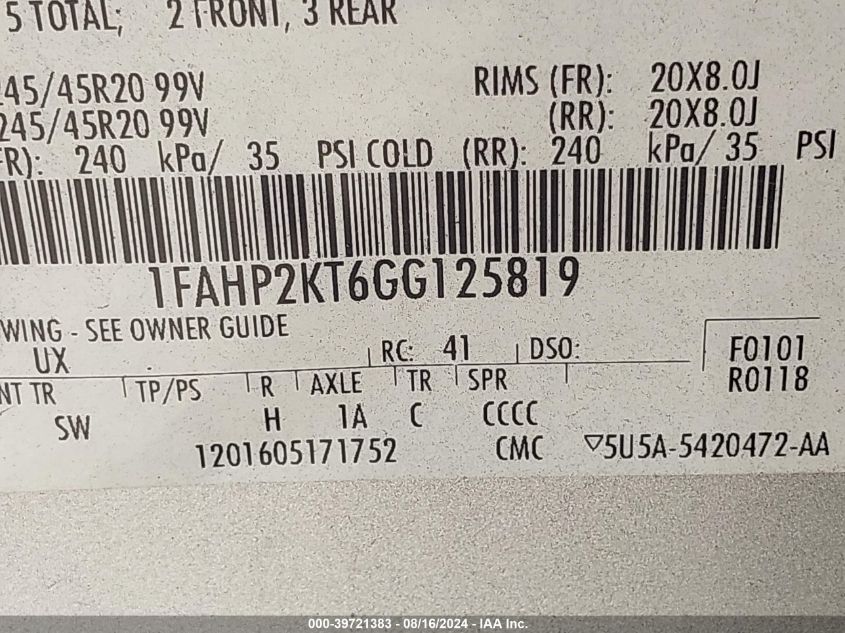 5 TOTAL; 2 FRONT, 3 REAR
245/45R20 99V RIMS (FR): 20X8.0J
245/45R20 99V (RR): 20X8.0J
FR): 240 kPa/ 35 PSI COLD (RR): 240 kPa/ 35 PSI
1FAHP2KT6GG125819
WING - SEE OWNER GUIDE
UX RC: 41 DSO: F0101
NT TR TP/PS R AXLE TR SPR R0118
SW H 1A C CCCC
1201605171752 CMC ▽5U5A-5420472-AA
000-39721383 - 08/16/2024 - IAA Inc.